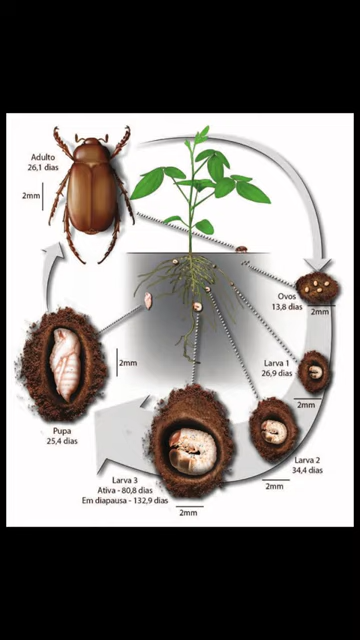 Adulto
26,1 dias
2mm
Ovos
13,8 dias
2mm
Larva 1
26,9 dias
2mm
Larva 2
34,4 dias
2mm
Larva 3
Ativa - 80,8 dias
Em diapausa - 132,9 dias
2mm
Pupa
25,4 dias
2mm